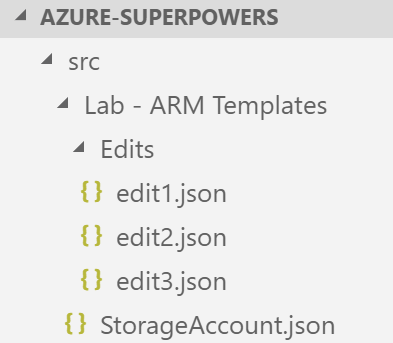 AZURE-SUPERPOWERS
src
Lab - ARM Templates
Edits
{} edit1.json
{} edit2.json
{} edit3.json
{} StorageAccount.json